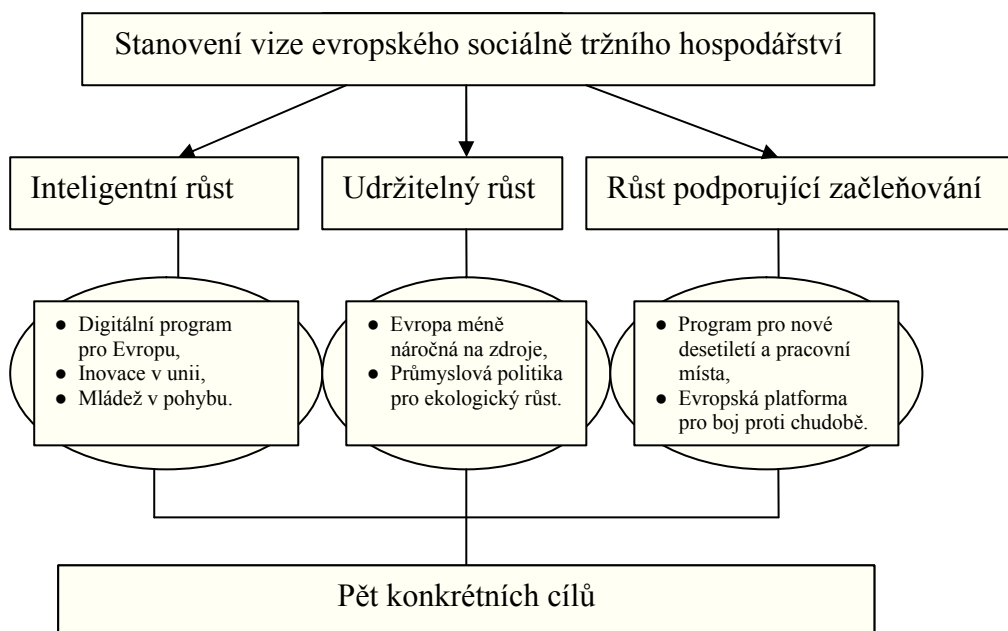 Stanovení vize evropského sociálně tržního hospodářství
Inteligentní růst
Udržitelný růst
Růst podporující začleňování
● Digitální program
pro Evropu,
● Inovace v unii,
● Mládež v pohybu.
● Evropa méně
náročná na zdroje,
● Průmyslová politika
pro ekologický růst.
● Program pro nové
desetiletí a pracovní
místa,
● Evropská platforma
pro boj proti chudobě.
Pět konkrétních cílů